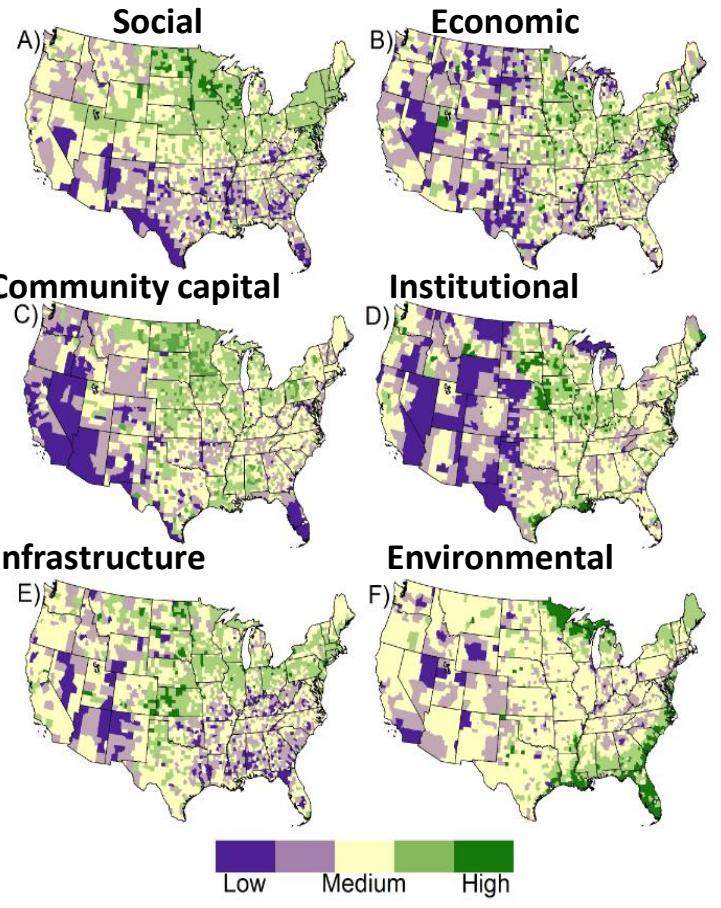 Social Economic
A) B)
Community capital Institutional
C) D)
nfrastructure Environmental
E) F)
Low Medium High